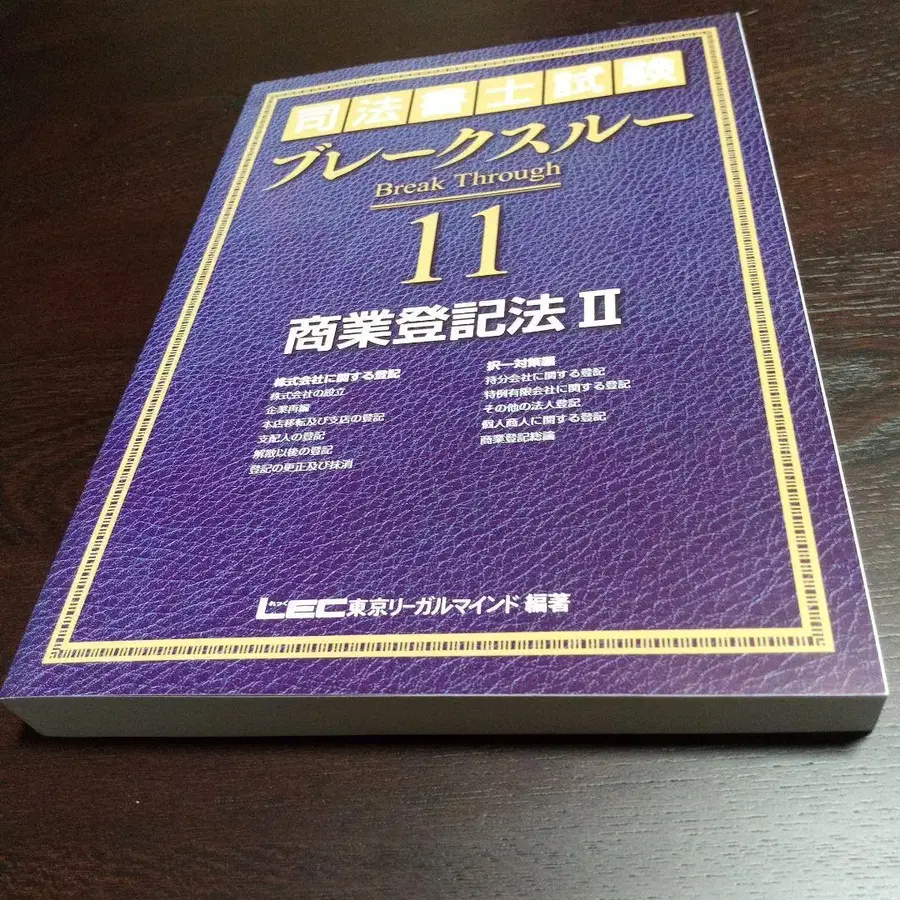 司法書士試験
ブレークスルー
Break Through
11
商業登記法 II
株式会社に関する登記
株式会社の設立
企業再編
本店移転及び支店の登記
支配人の登記
解散以後の登記
登記の更正及び抹消
択一対策編
持分会社に関する登記
特例有限会社に関する登記
その他の法人登記
個人商人に関する登記
商業登記総論
LEC東京リーガルマインド 編著